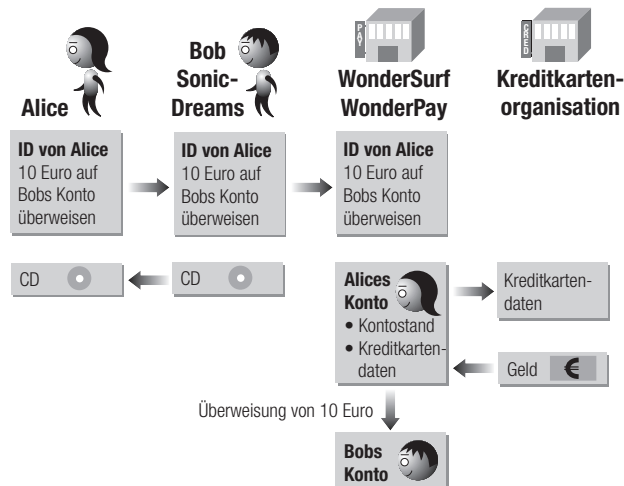 PAY
CRED
Alice
Bob
Sonic-
Dreams
WonderSurf
WonderPay
Kreditkarten-
organisation
ID von Alice
10 Euro auf
Bobs Konto
überweisen
ID von Alice
10 Euro auf
Bobs Konto
überweisen
ID von Alice
10 Euro auf
Bobs Konto
überweisen
CD
CD
Alices
Konto
• Kontostand
• Kreditkarten-
daten
Kreditkarten-
daten
Geld €
Überweisung von 10 Euro
Bobs
Konto